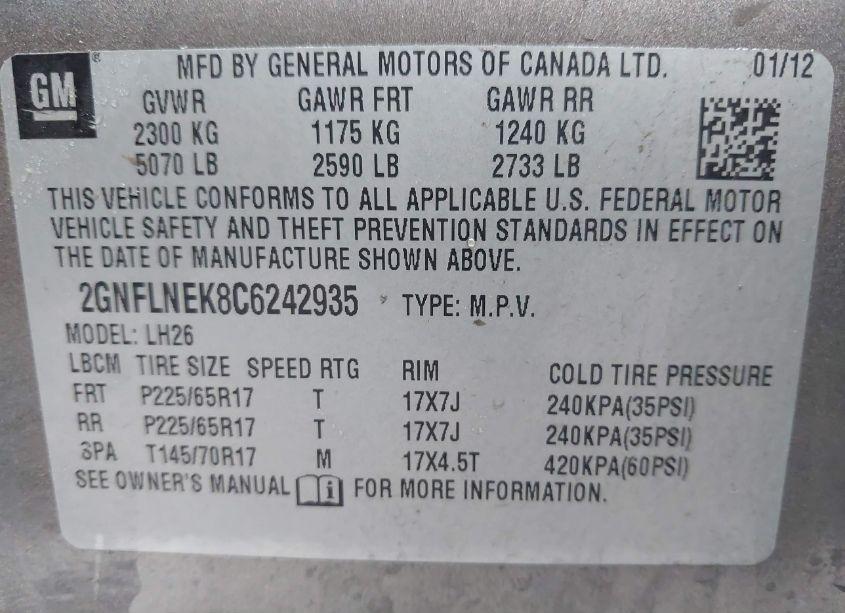 GM® MFD BY GENERAL MOTORS OF CANADA LTD. 01/12
GVWR GAWR FRT GAWR RR
2300 KG 1175 KG 1240 KG
5070 LB 2590 LB 2733 LB
THIS VEHICLE CONFORMS TO ALL APPLICABLE U.S. FEDERAL MOTOR
VEHICLE SAFETY AND THEFT PREVENTION STANDARDS IN EFFECT ON
THE DATE OF MANUFACTURE SHOWN ABOVE.
2GNFLNEK8C6242935 TYPE: M.P.V.
MODEL: LH26
LBCM TIRE SIZE SPEED RTG RIM COLD TIRE PRESSURE
FRT P225/65R17 T 17X7J 240KPA(35PSI)
RR P225/65R17 T 17X7J 240KPA(35PSI)
SPA T145/70R17 M 17X4.5T 420KPA(60PSI)
SEE OWNER'S MANUAL i FOR MORE INFORMATION.